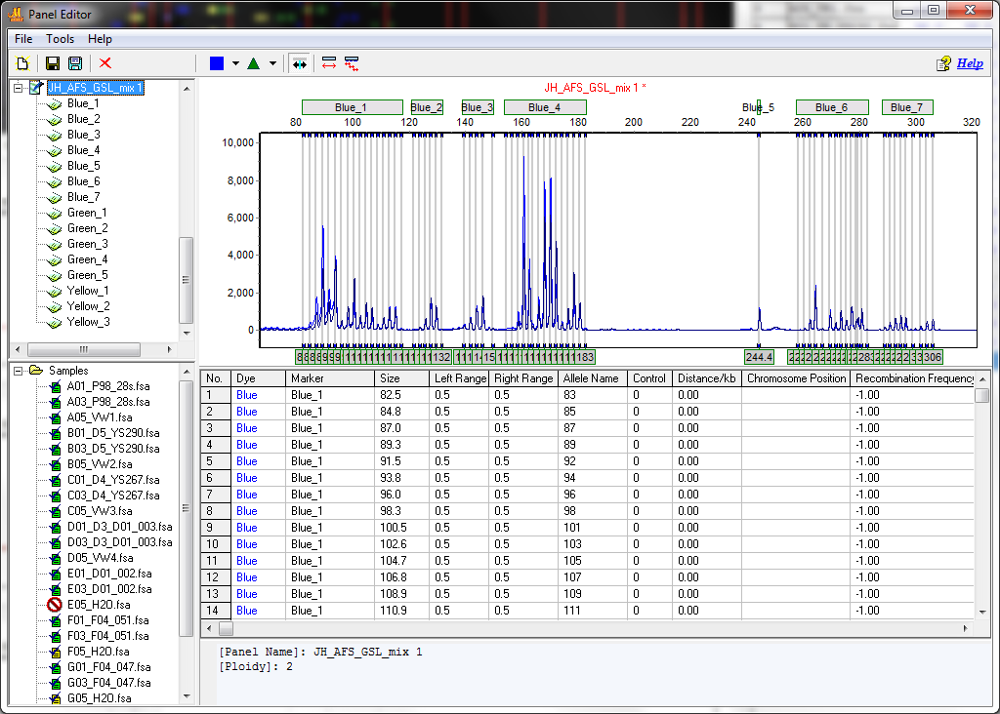 Panel Editor
File Tools Help
Help
JH_AFS_GSL_mix 1
Blue_1
Blue_2
Blue_3
Blue_4
Blue_5
Blue_6
Blue_7
Green_1
Green_2
Green_3
Green_4
Green_5
Yellow_1
Yellow_2
Yellow_3
Samples
A01_P98_28s.fsa
A03_P98_28s.fsa
A05_VW1.fsa
B01_D5_YS290.fsa
B03_D5_YS290.fsa
B05_VW2.fsa
C01_D4_YS267.fsa
C03_D4_YS267.fsa
C05_VW3.fsa
D01_D3_D01_003.fsa
D03_D3_D01_003.fsa
D05_VW4.fsa
E01_D01_002.fsa
E03_D01_002.fsa
E05_H2O.fsa
F01_F04_051.fsa
F03_F04_051.fsa
F05_H2O.fsa
G01_F04_047.fsa
G03_F04_047.fsa
G05_H2O.fsa
JH_AFS_GSL_mix 1 *
Blue_1 Blue_2 Blue_3 Blue_4 Blue_5 Blue_6 Blue_7
80 100 120 140 160 180 200 220 240 260 280 300 320
10,000
8,000
6,000
4,000
2,000
0
132 183 244.4 306
No. Dye Marker Size Left Range Right Range Allele Name Control Distance/kb Chromosome Position Recombination Frequency
1 Blue Blue_1 82.5 0.5 0.5 83 0 0.00 -1.00
2 Blue Blue_1 84.8 0.5 0.5 85 0 0.00 -1.00
3 Blue Blue_1 87.0 0.5 0.5 87 0 0.00 -1.00
4 Blue Blue_1 89.3 0.5 0.5 89 0 0.00 -1.00
5 Blue Blue_1 91.5 0.5 0.5 92 0 0.00 -1.00
6 Blue Blue_1 93.8 0.5 0.5 94 0 0.00 -1.00
7 Blue Blue_1 96.0 0.5 0.5 96 0 0.00 -1.00
8 Blue Blue_1 98.3 0.5 0.5 98 0 0.00 -1.00
9 Blue Blue_1 100.5 0.5 0.5 101 0 0.00 -1.00
10 Blue Blue_1 102.6 0.5 0.5 103 0 0.00 -1.00
11 Blue Blue_1 104.7 0.5 0.5 105 0 0.00 -1.00
12 Blue Blue_1 106.8 0.5 0.5 107 0 0.00 -1.00
13 Blue Blue_1 108.9 0.5 0.5 109 0 0.00 -1.00
14 Blue Blue_1 110.9 0.5 0.5 111 0 0.00 -1.00
[Panel Name]: JH_AFS_GSL_mix 1
[Ploidy]: 2